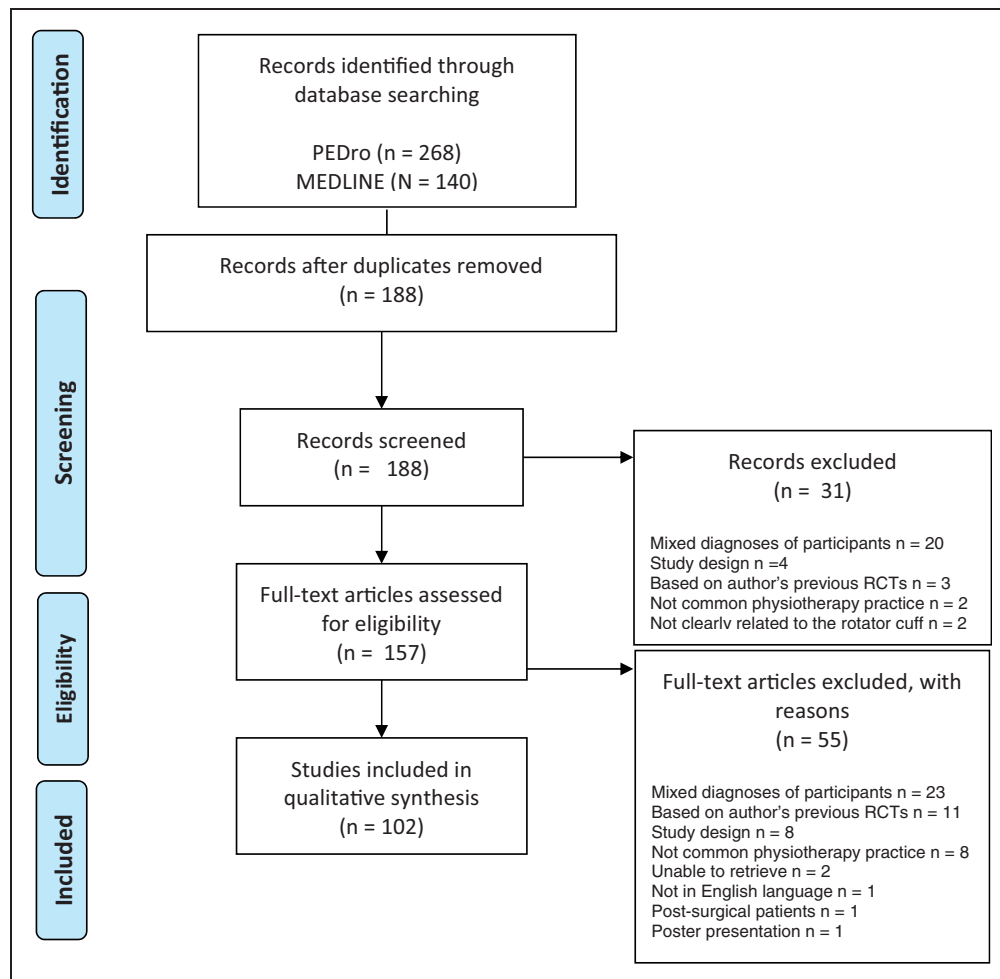 Identification
Records identified through
database searching
PEDro (n = 268)
MEDLINE (N = 140)
Records after duplicates removed
(n = 188)
Screening
Records screened
(n = 188)
Records excluded
(n = 31)
Mixed diagnoses of participants n = 20
Study design n =4
Based on author's previous RCTs n = 3
Not common physiotherapy practice n = 2
Not clearly related to the rotator cuff n = 2
Eligibility
Full-text articles assessed
for eligibility
(n = 157)
Full-text articles excluded, with
reasons
(n = 55)
Mixed diagnoses of participants n = 23
Based on author's previous RCTs n = 11
Study design n = 8
Not common physiotherapy practice n = 8
Unable to retrieve n = 2
Not in English language n = 1
Post-surgical patients n = 1
Poster presentation n = 1
Included
Studies included in
qualitative synthesis
(n = 102)